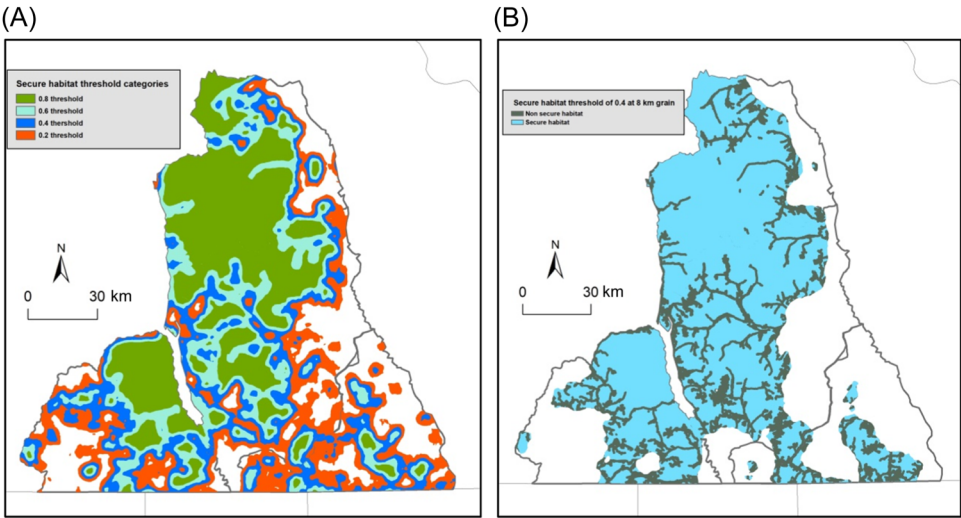 (A)
(B)
Secure habitat threshold categories
0.8 threshold
0.6 threshold
0.4 thershold
0.2 threshold
N
0 30 km
Secure habitat threshold of 0.4 at 8 km grain
Non secure habitat
Secure habitat
N
0 30 km